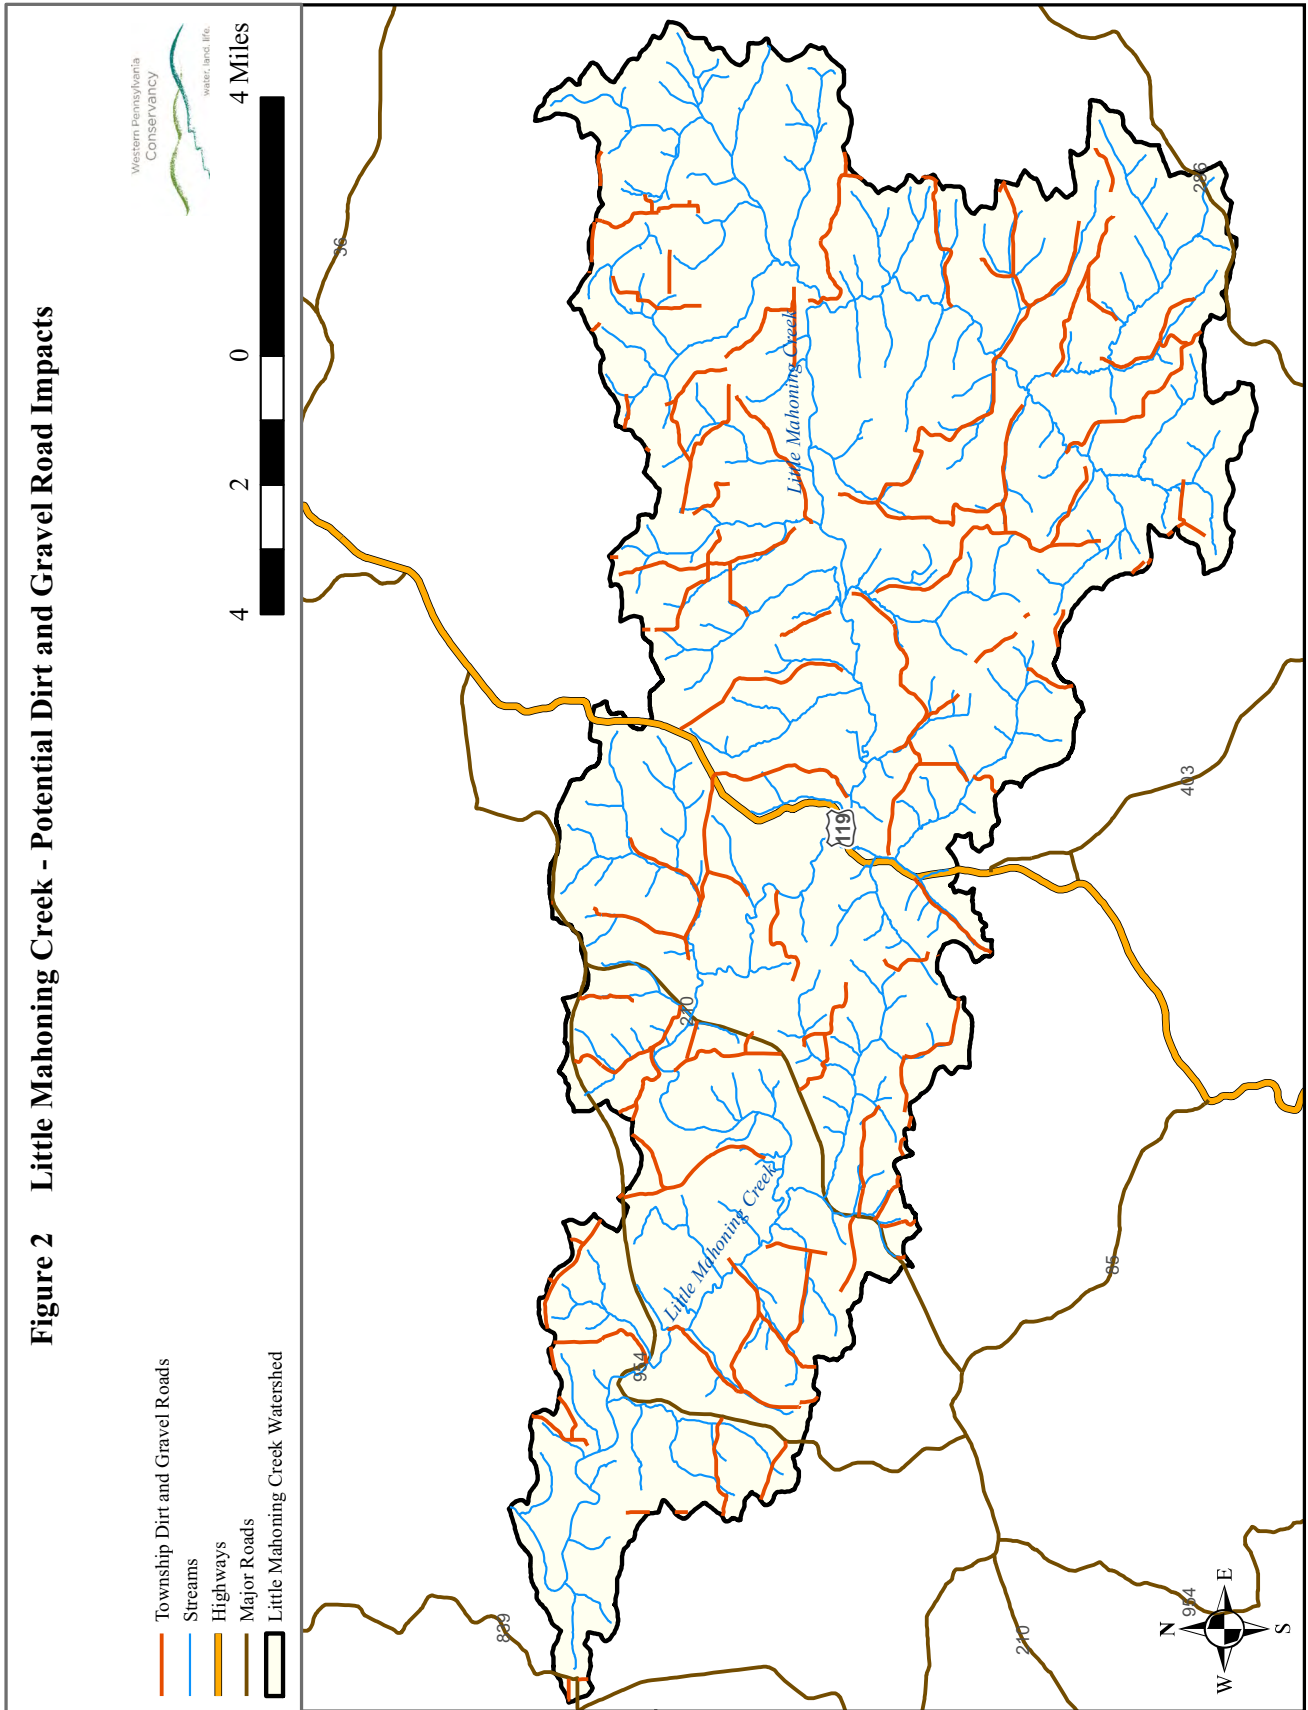 Figure 2 Little Mahoning Creek - Potential Dirt and Gravel Road Impacts
Township Dirt and Gravel Roads
Streams
Highways
Major Roads
Little Mahoning Creek Watershed
4 2 0 4 Miles
Western Pennsylvania
Conservancy
water, land, life.
36
839
954
210
119
286
403
85
210
954
Little Mahoning Creek
Little Mahoning Creek
N
W E
S